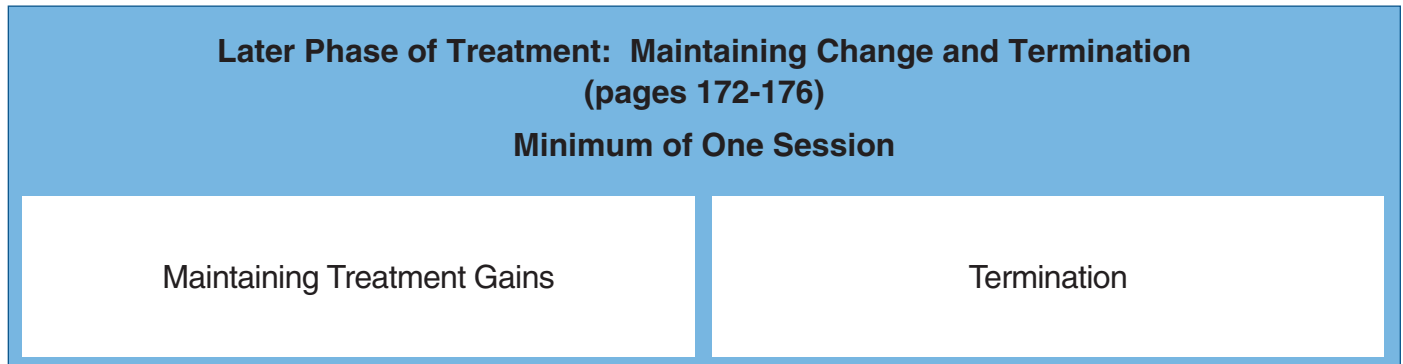 Later Phase of Treatment: Maintaining Change and Termination
(pages 172-176)
Minimum of One Session
Maintaining Treatment Gains
Termination